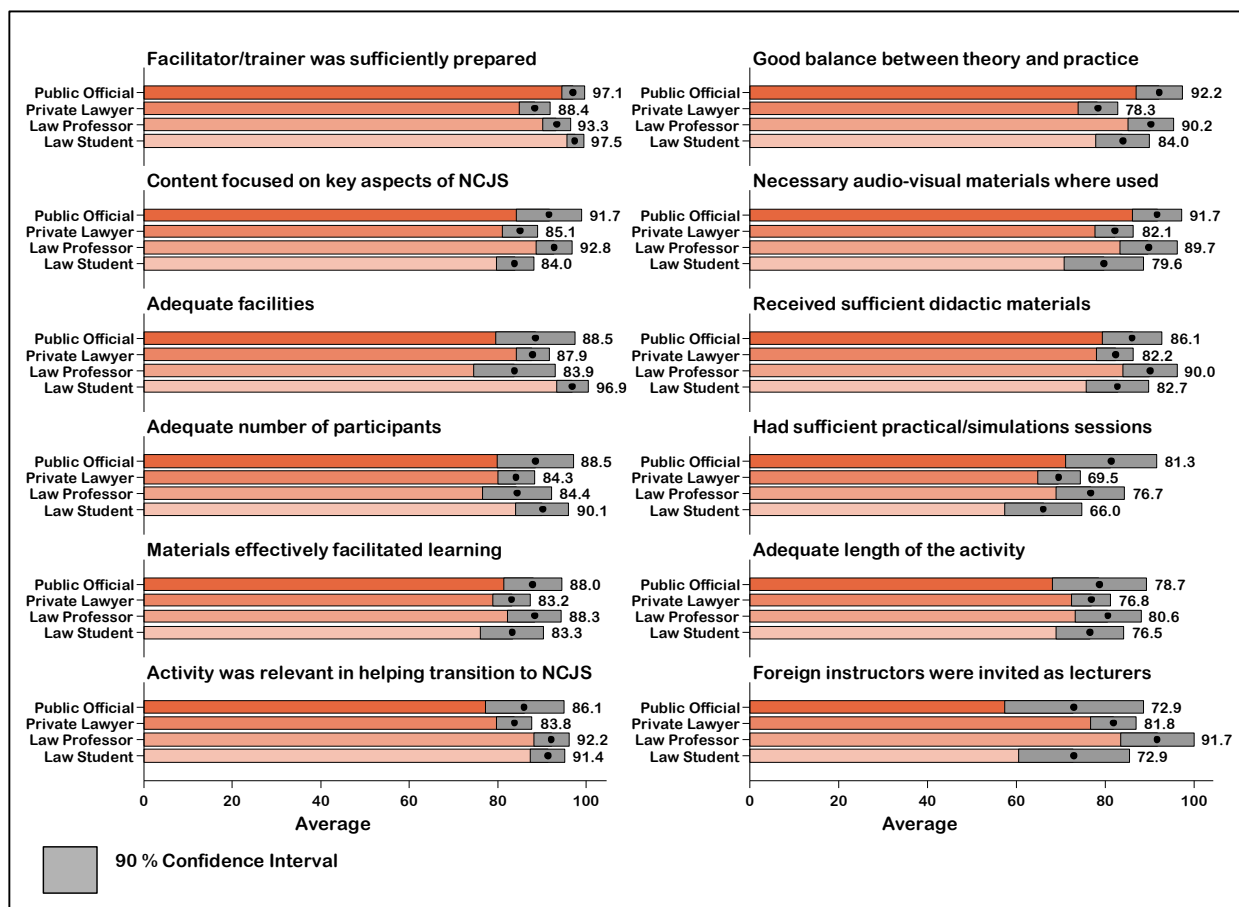 Facilitator/trainer was sufficiently prepared
Public Official 97.1
Private Lawyer 88.4
Law Professor 93.3
Law Student 97.5
Content focused on key aspects of NCJS
Public Official 91.7
Private Lawyer 85.1
Law Professor 92.8
Law Student 84.0
Adequate facilities
Public Official 88.5
Private Lawyer 87.9
Law Professor 83.9
Law Student 96.9
Adequate number of participants
Public Official 88.5
Private Lawyer 84.3
Law Professor 84.4
Law Student 90.1
Materials effectively facilitated learning
Public Official 88.0
Private Lawyer 83.2
Law Professor 88.3
Law Student 83.3
Activity was relevant in helping transition to NCJS
Public Official 86.1
Private Lawyer 83.8
Law Professor 92.2
Law Student 91.4
0 20 40 60 80 100
Average
Good balance between theory and practice
Public Official 92.2
Private Lawyer 78.3
Law Professor 90.2
Law Student 84.0
Necessary audio-visual materials where used
Public Official 91.7
Private Lawyer 82.1
Law Professor 89.7
Law Student 79.6
Received sufficient didactic materials
Public Official 86.1
Private Lawyer 82.2
Law Professor 90.0
Law Student 82.7
Had sufficient practical/simulations sessions
Public Official 81.3
Private Lawyer 69.5
Law Professor 76.7
Law Student 66.0
Adequate length of the activity
Public Official 78.7
Private Lawyer 76.8
Law Professor 80.6
Law Student 76.5
Foreign instructors were invited as lecturers
Public Official 72.9
Private Lawyer 81.8
Law Professor 91.7
Law Student 72.9
0 20 40 60 80 100
Average
90 % Confidence Interval